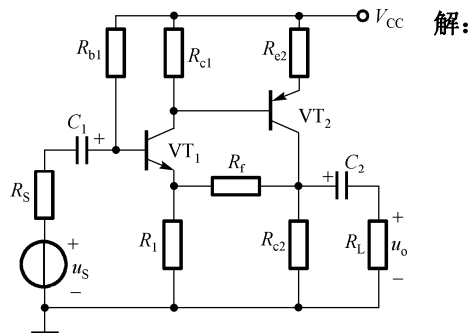 V_CC 解:
R_b1 R_c1 R_e2
C_1 + VT_1 VT_2
R_S R_f + C_2
+ u_S − R_1 R_c2 R_L + u_o −